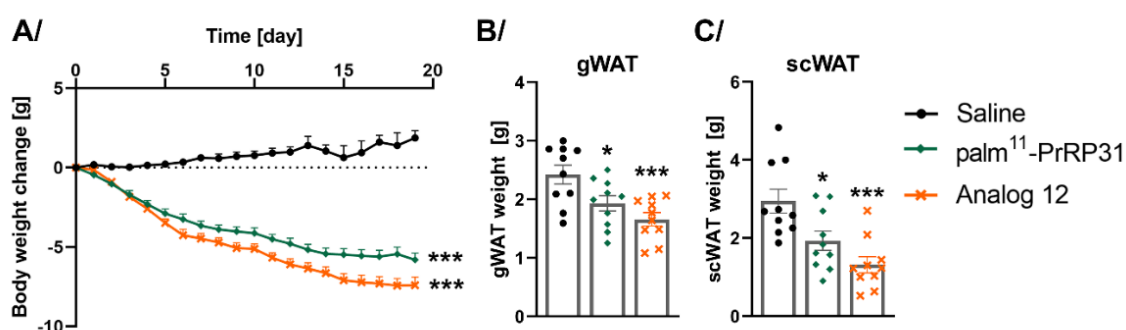 A/
Time [day]
0 5 10 15 20
5
0
-5
-10
Body weight change [g]
***
***
B/
gWAT
4
3
2
1
0
gWAT weight [g]
*
***
C/
scWAT
6
4
2
0
scWAT weight [g]
*
***
Saline
palm¹¹-PrRP31
Analog 12